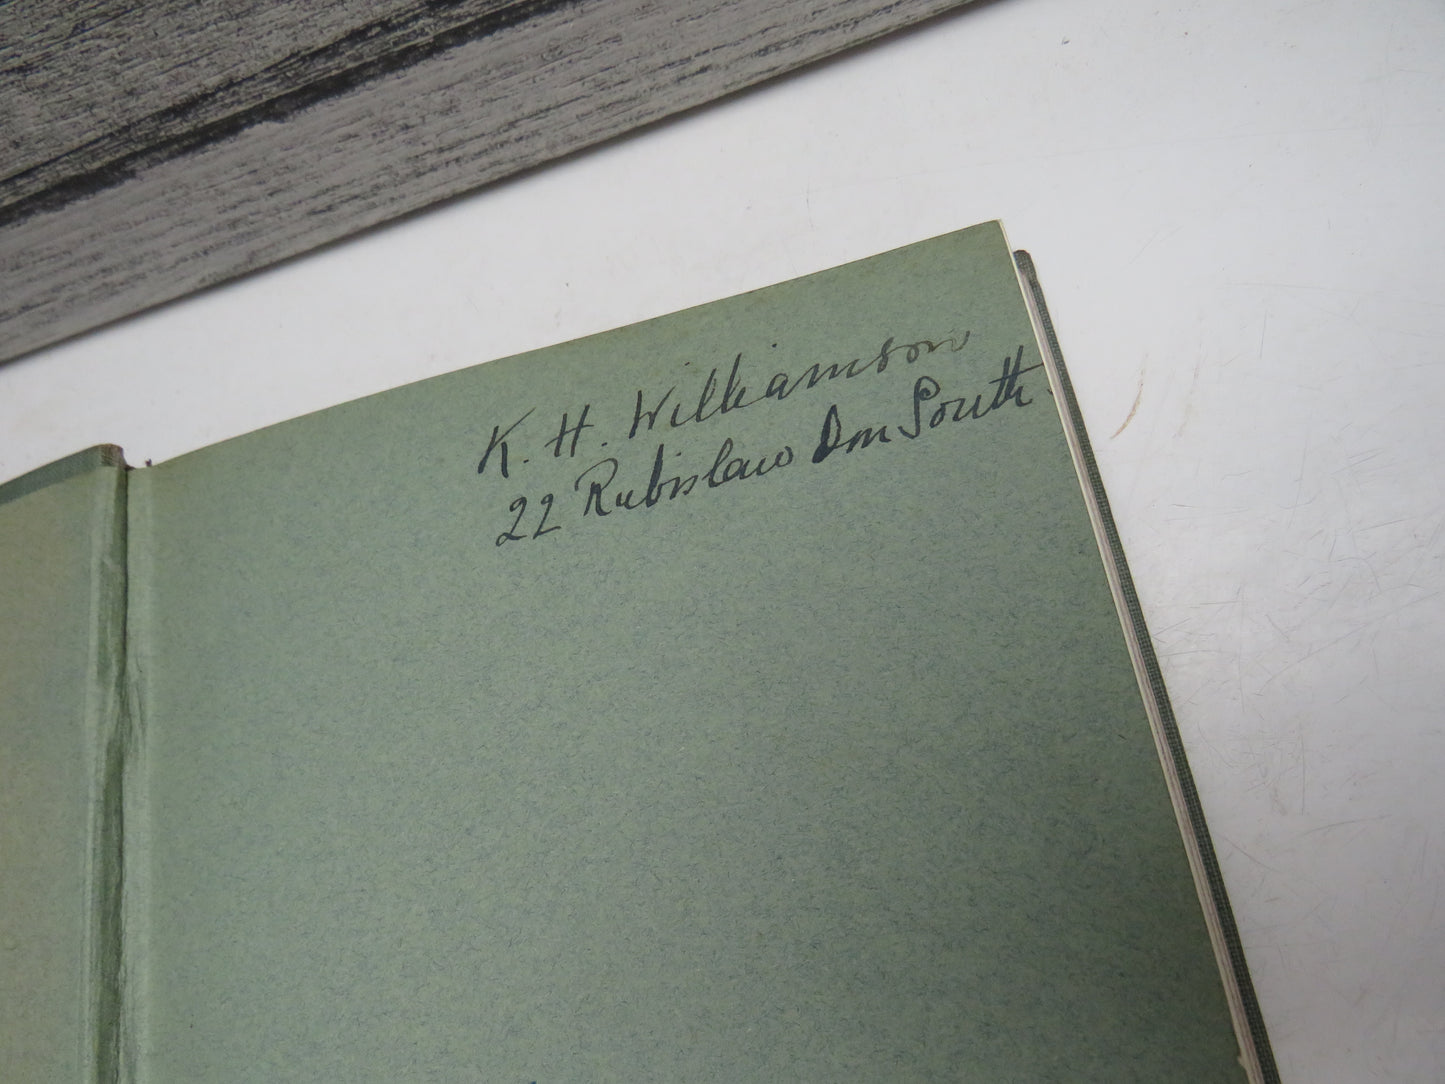 K. H. Williamson
22 Rubislaw Den South.